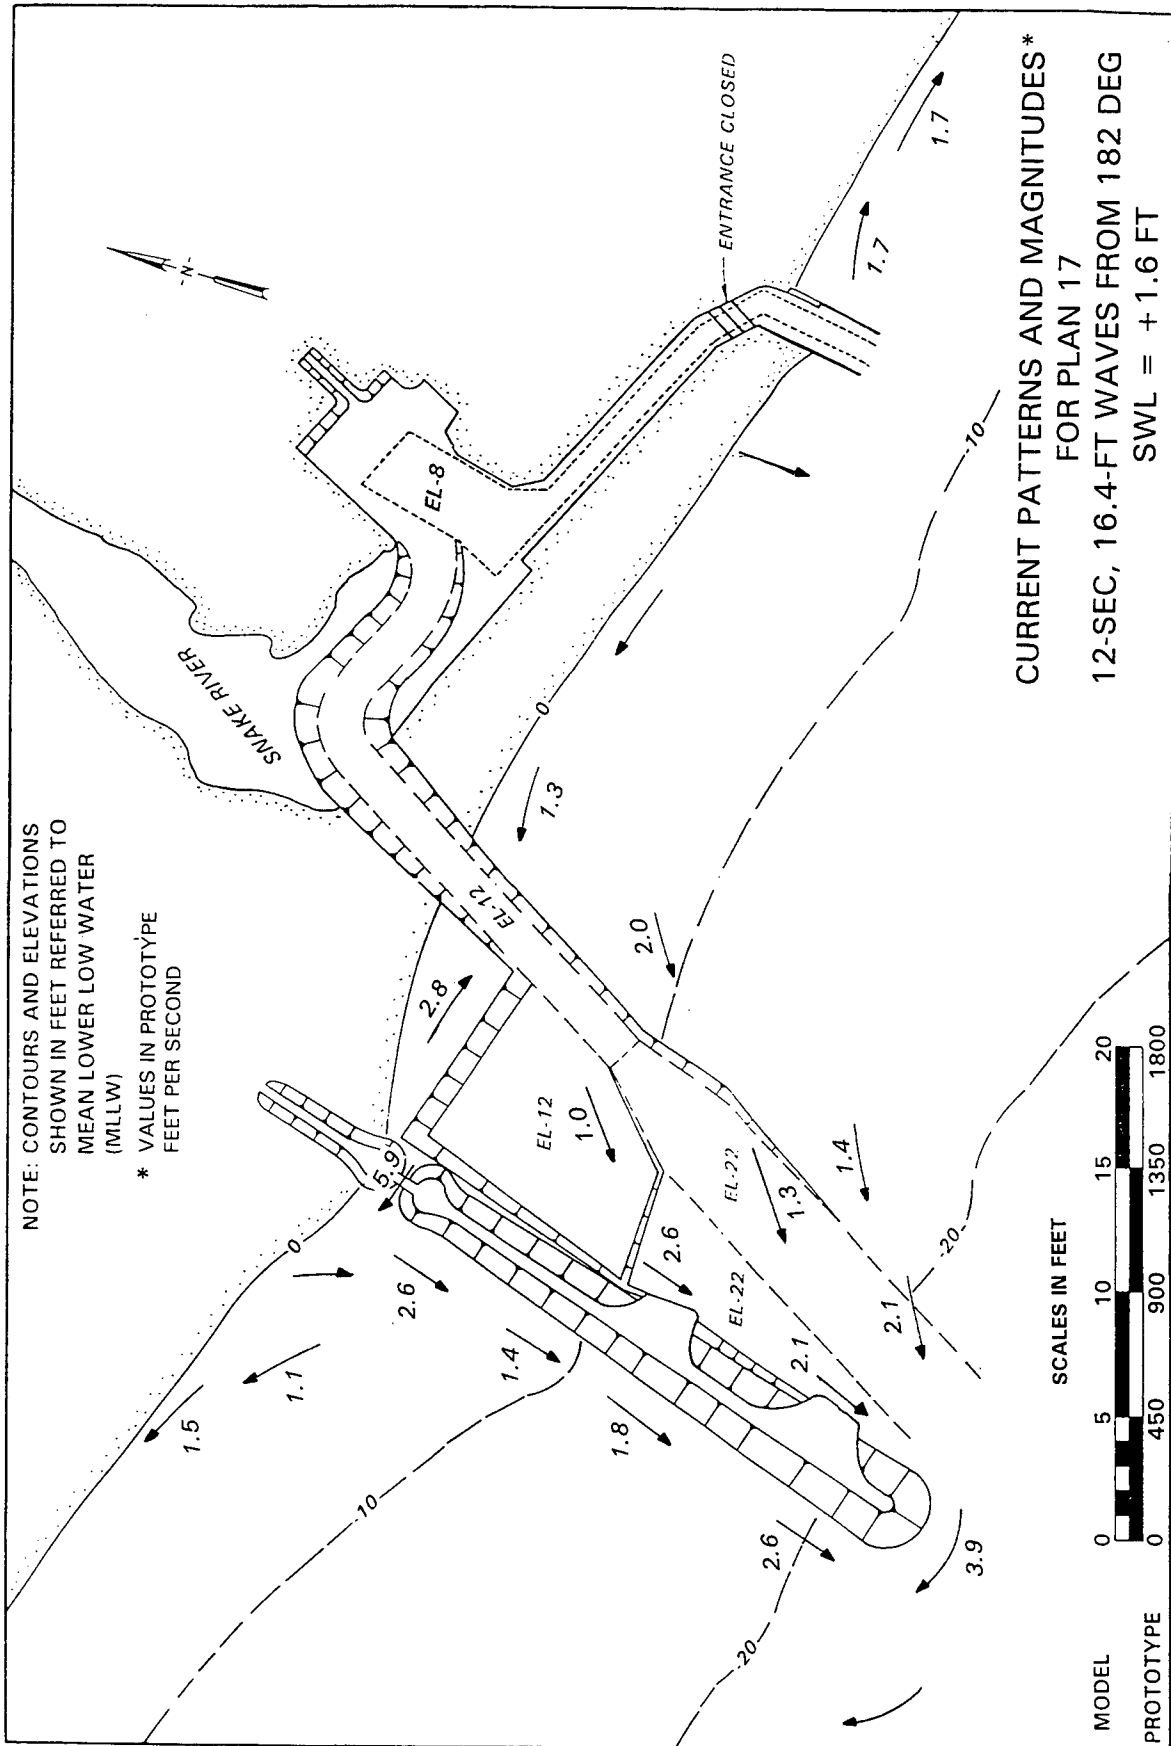 NOTE: CONTOURS AND ELEVATIONS
SHOWN IN FEET REFERRED TO
MEAN LOWER LOW WATER
(MLLW)
* VALUES IN PROTOTYPE
FEET PER SECOND
SNAKE RIVER
-N-
ENTRANCE CLOSED
EL-8
EL-12
EL-12
EL-22
EL-22
0
0
-10
-10
-20
-20
1.5
1.1
2.6
1.4
1.8
2.6
3.9
5.9
2.8
1.0
2.6
2.1
1.3
1.4
2.1
2.0
1.3
1.7
1.7
CURRENT PATTERNS AND MAGNITUDES*
FOR PLAN 17
12-SEC, 16.4-FT WAVES FROM 182 DEG
SWL = +1.6 FT
SCALES IN FEET
MODEL 0 5 10 15 20
PROTOTYPE 0 450 900 1350 1800